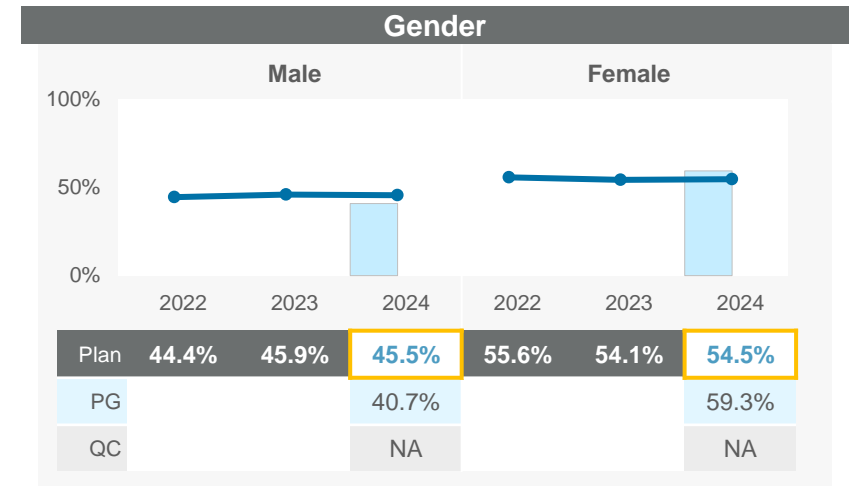 Gender
Male Female
100%
50%
0%
2022 2023 2024 2022 2023 2024
Plan 44.4% 45.9% 45.5% 55.6% 54.1% 54.5%
PG 40.7% 59.3%
QC NA NA